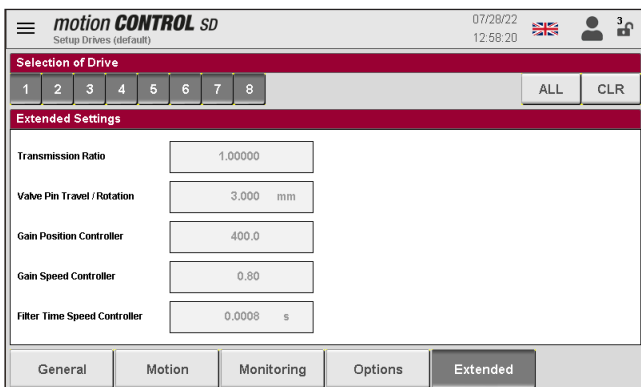 motion CONTROL SD
Setup Drives (default)
07/28/22
12:58:20
3
Selection of Drive
1 2 3 4 5 6 7 8 ALL CLR
Extended Settings
Transmission Ratio 1.00000
Valve Pin Travel / Rotation 3.000 mm
Gain Position Controller 400.0
Gain Speed Controller 0.80
Filter Time Speed Controller 0.0008 s
General Motion Monitoring Options Extended